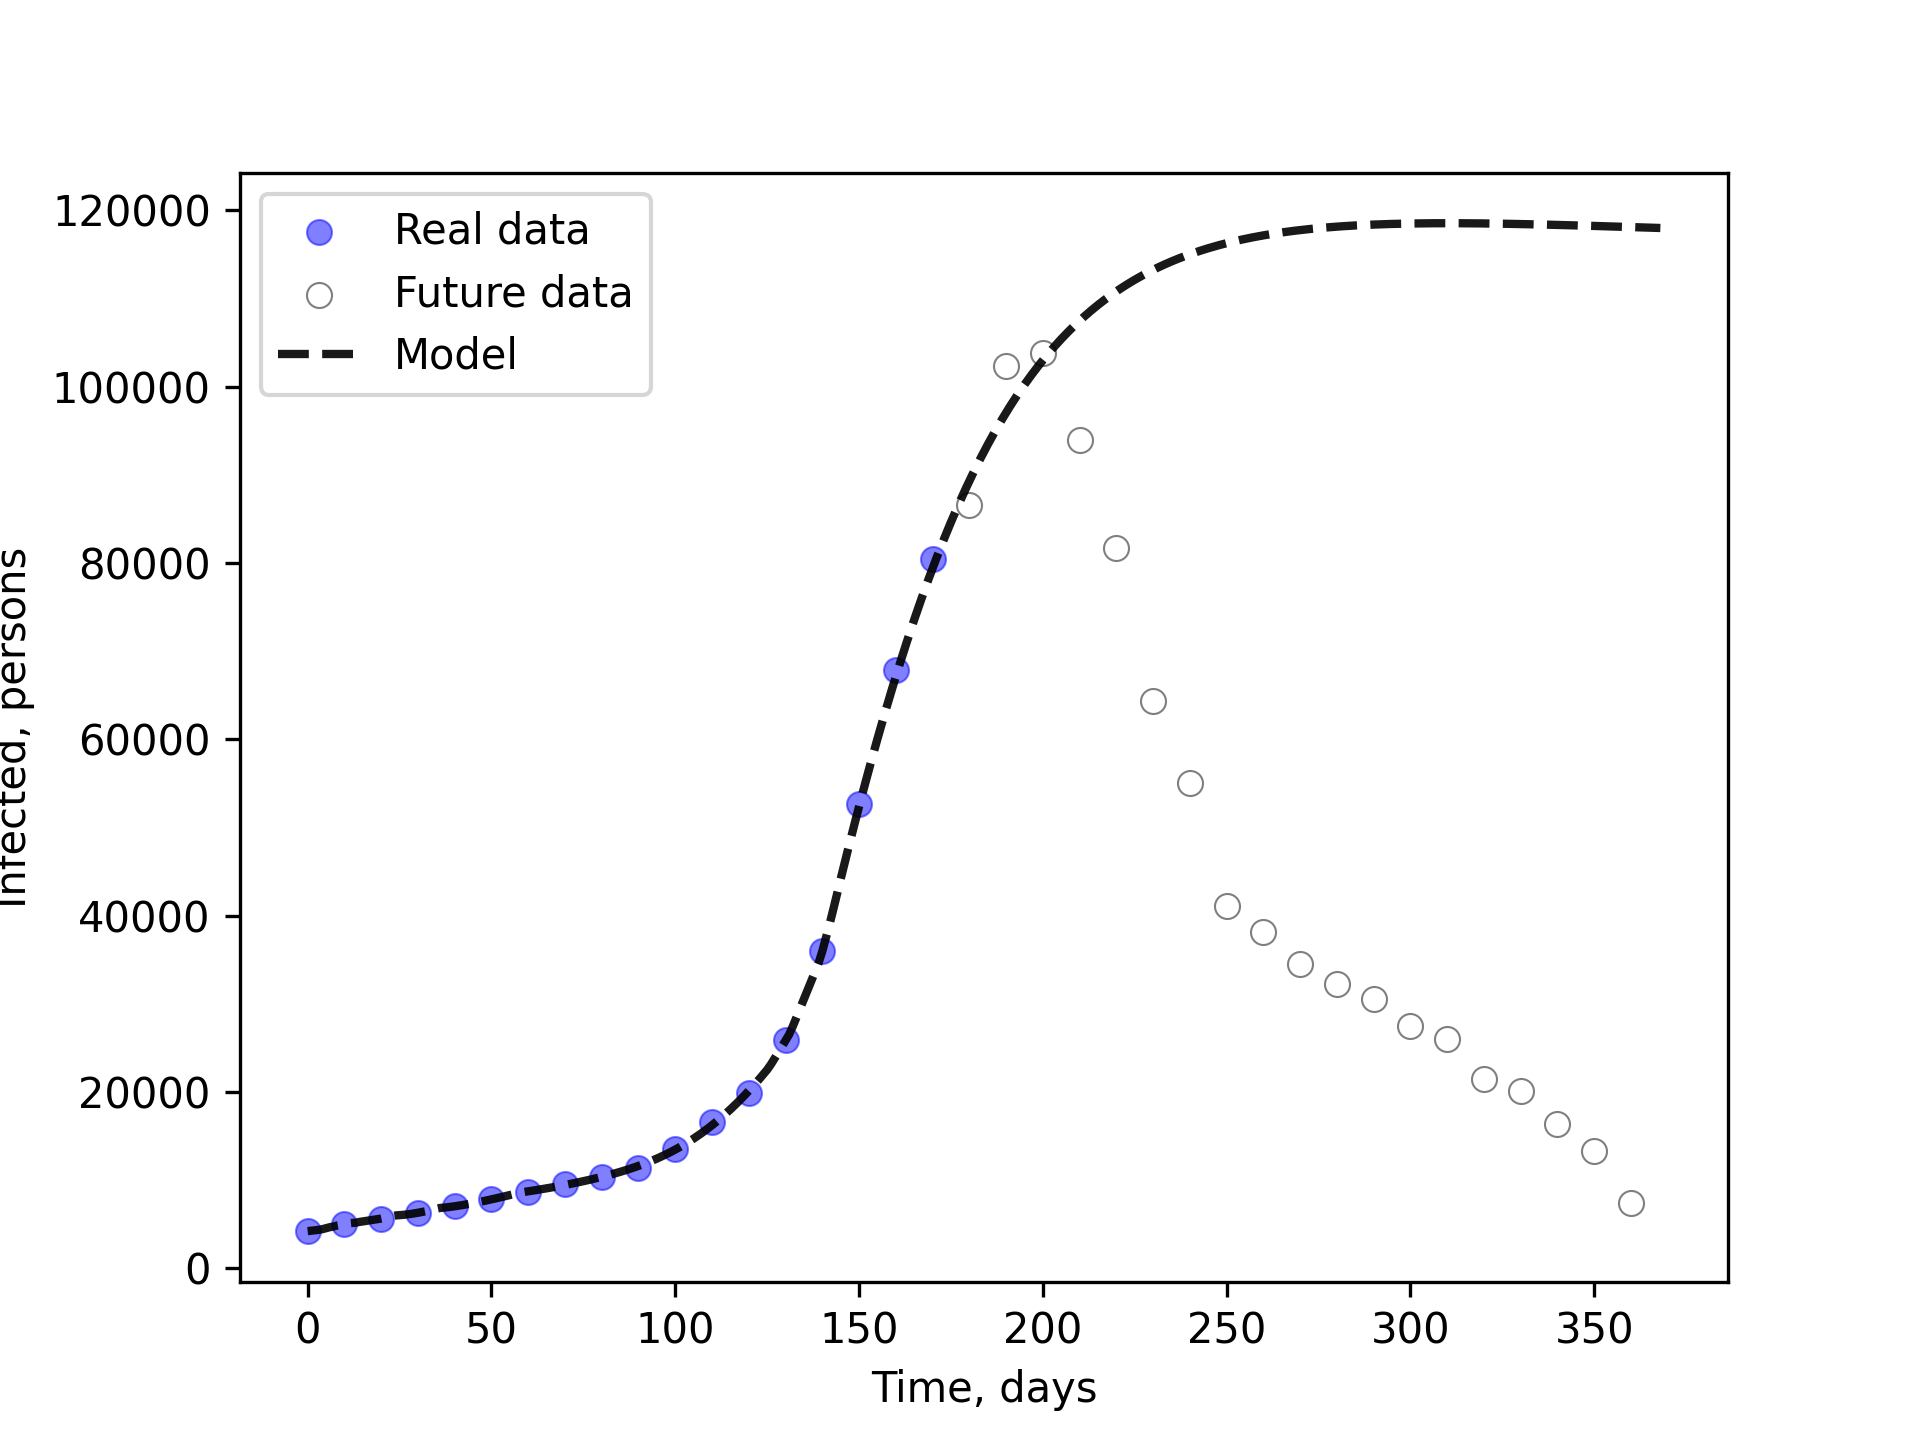 120000
100000
80000
60000
40000
20000
0
Infected, persons
Real data
Future data
Model
0 50 100 150 200 250 300 350
Time, days